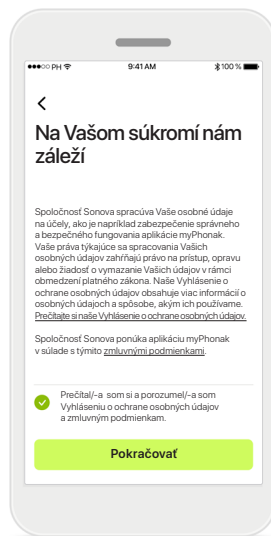 PH 9:41 AM 100 %
Na Vašom súkromí nám
záleží
Spoločnosť Sonova spracúva Vaše osobné údaje
na účely, ako je napríklad zabezpečenie správneho
a bezpečného fungovania aplikácie myPhonak.
Vaše práva týkajúce sa spracovania Vašich
osobných údajov zahŕňajú právo na prístup, opravu
alebo žiadosť o vymazanie Vašich údajov v rámci
obmedzení platného zákona. Naše Vyhlásenie o
ochrane osobných údajov obsahuje viac informácií o
osobných údajoch a spôsobe, akým ich používame.
Prečítajte si naše Vyhlásenie o ochrane osobných údajov.
Spoločnosť Sonova ponúka aplikáciu myPhonak
v súlade s týmito zmluvnými podmienkami.
Prečítal/-a som si a porozumel/-a som
Vyhláseniu o ochrane osobných údajov
a zmluvným podmienkam.
Pokračovať